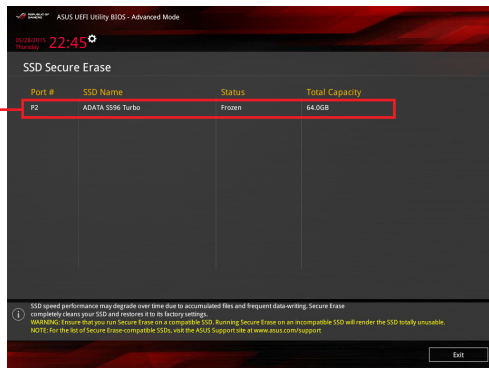 REPUBLIC OF GAMERS
ASUS UEFI Utility BIOS - Advanced Mode
05/28/2015 22:45
Thursday
SSD Secure Erase
Port # SSD Name Status Total Capacity
P2 ADATA S596 Turbo Frozen 64.0GB
SSD speed performance may degrade over time due to accumulated files and frequent data-writing. Secure Erase
completely cleans your SSD and restores it to its factory settings.
WARNING: Ensure that you run Secure Erase on a compatible SSD. Running Secure Erase on an incompatible SSD will render the SSD totally unusable.
NOTE: For the list of Secure Erase-compatible SSDs, visit the ASUS Support site at www.asus.com/support
Exit